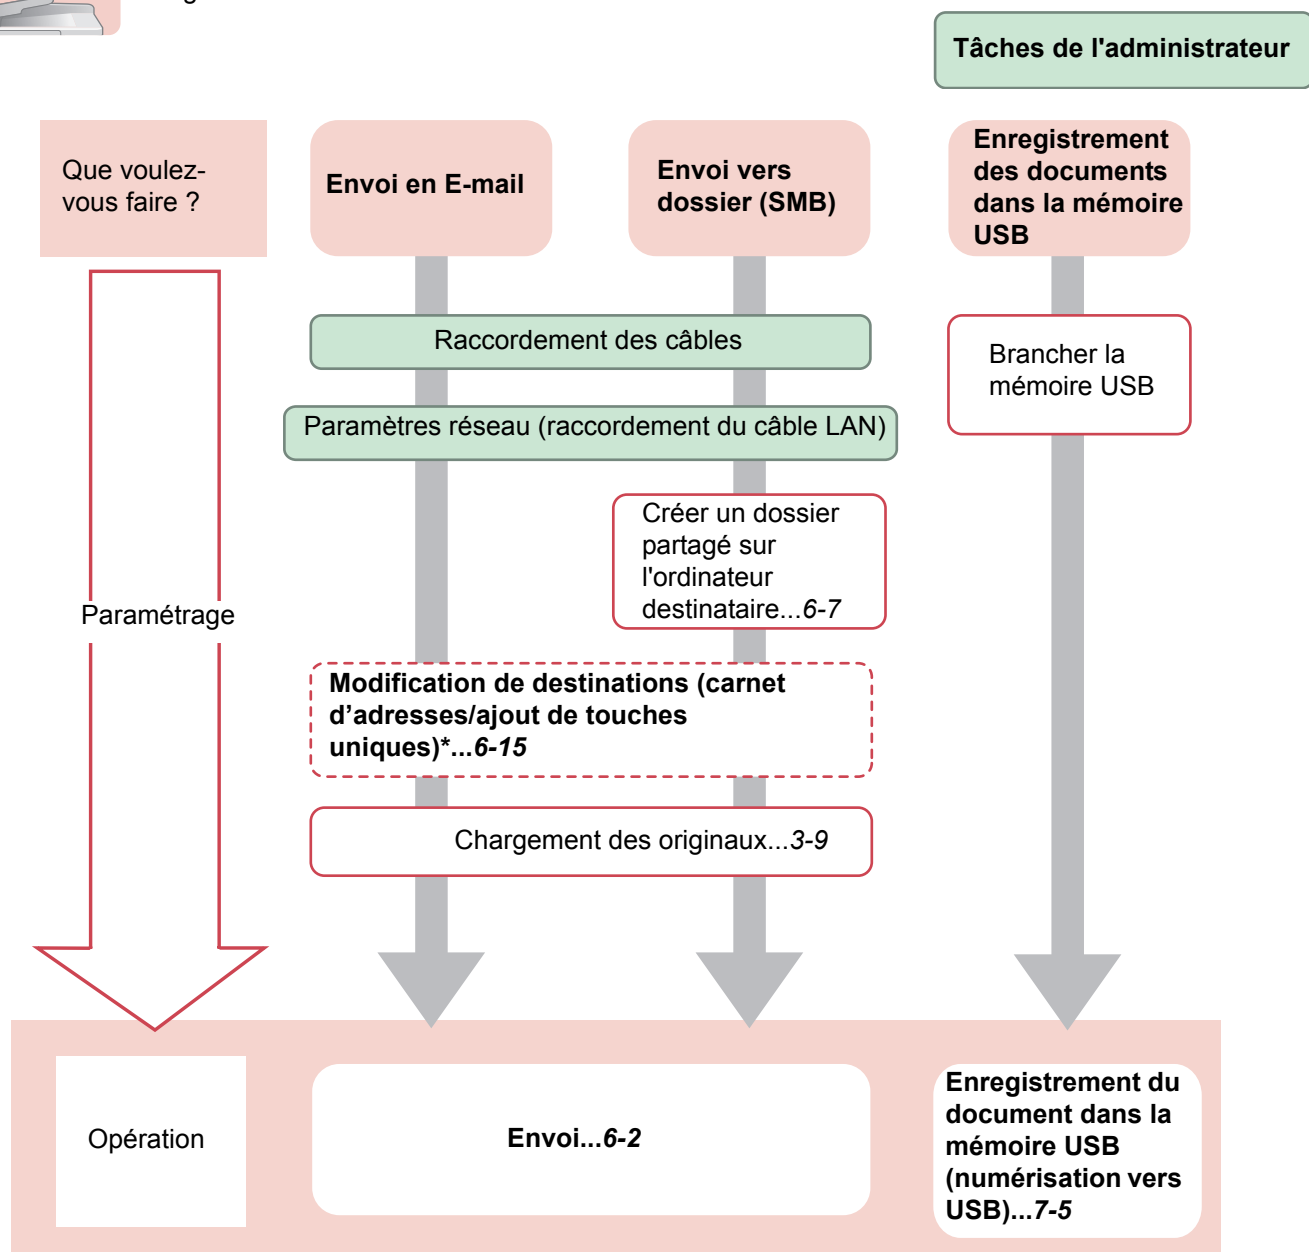 Tâches de l'administrateur
Que voulez-
vous faire ?
Envoi en E-mail
Envoi vers
dossier (SMB)
Enregistrement
des documents
dans la mémoire
USB
Raccordement des câbles
Brancher la
mémoire USB
Paramètres réseau (raccordement du câble LAN)
Créer un dossier
partagé sur
l'ordinateur
destinataire...6-7
Paramétrage
Modification de destinations (carnet
d’adresses/ajout de touches
uniques)*...6-15
Chargement des originaux...3-9
Opération
Envoi...6-2
Enregistrement du
document dans la
mémoire USB
(numérisation vers
USB)...7-5